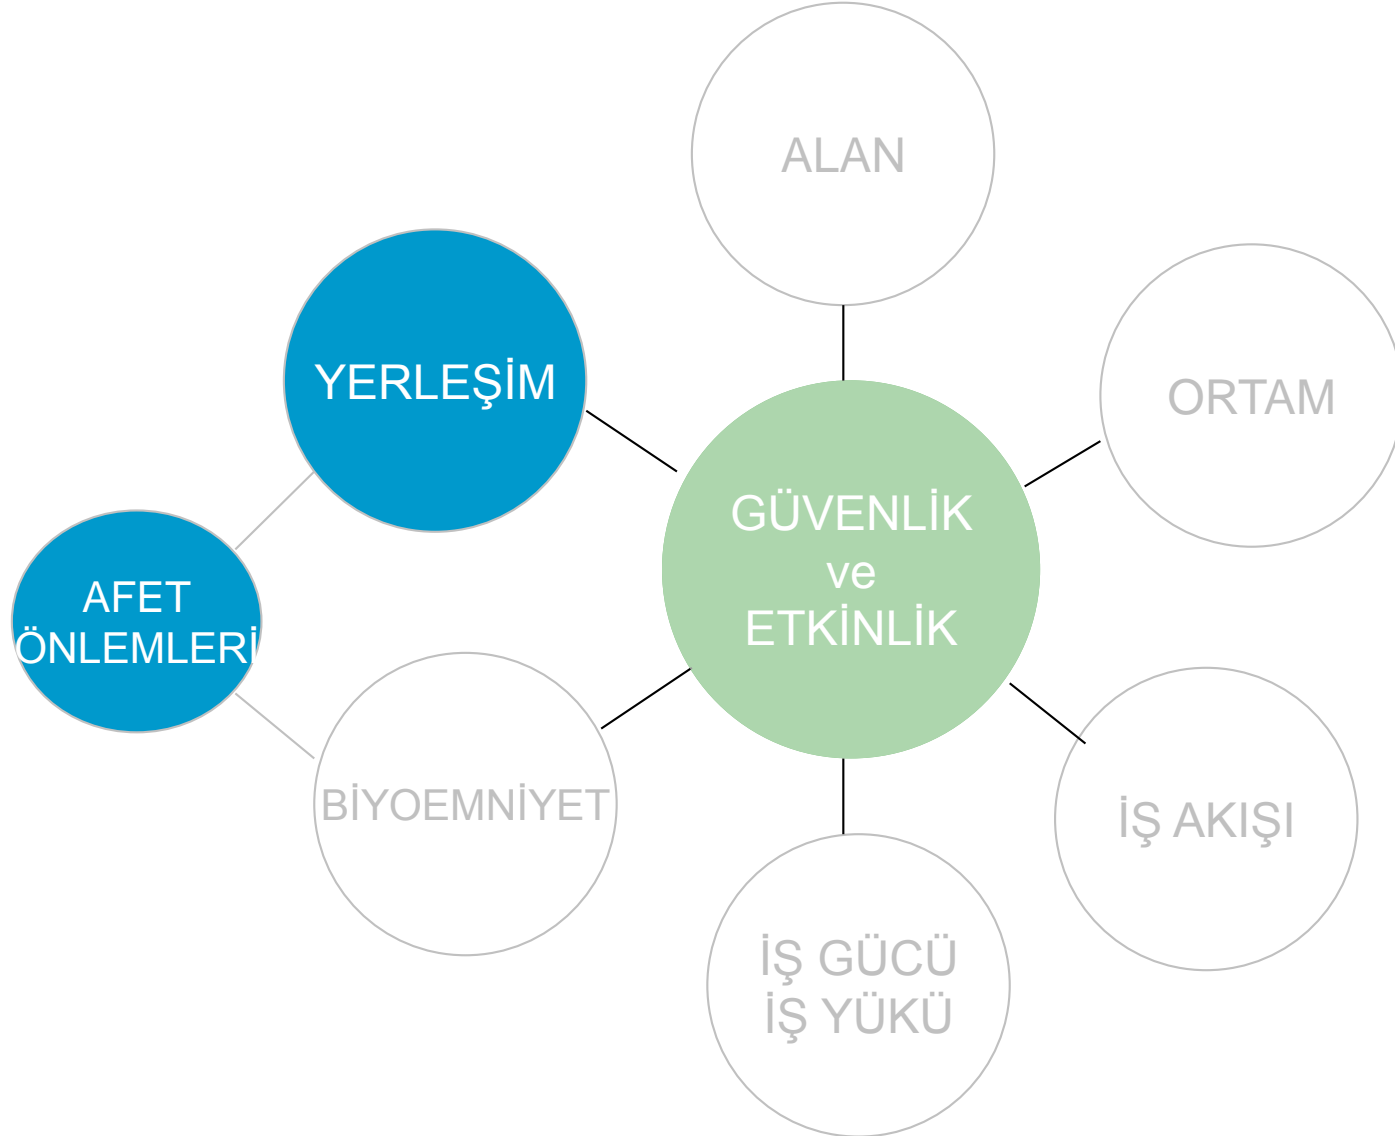 ALAN
YERLEŞİM
ORTAM
GÜVENLİK
ve
ETKİNLİK
AFET
ÖNLEMLERİ
BİYOEMNİYET
İŞ AKIŞI
İŞ GÜCÜ
İŞ YÜKÜ